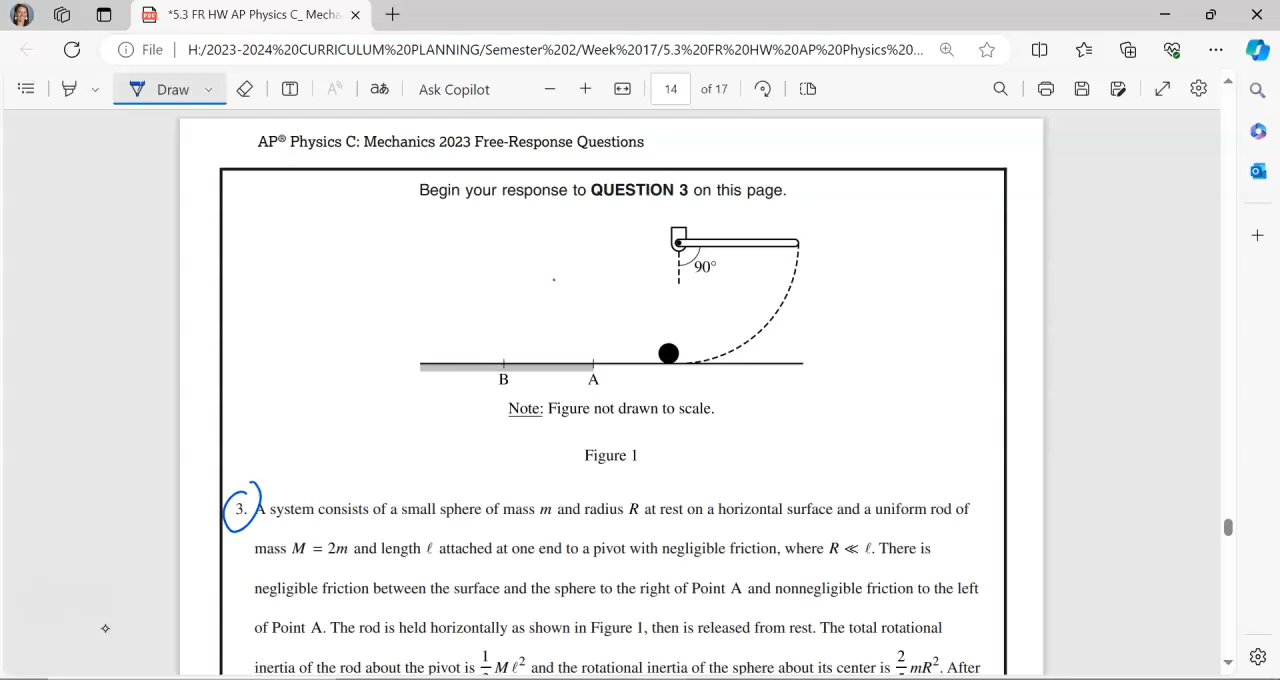 *5.3 FR HW AP Physics C_ Mecha
File | H:/2023-2024%20CURRICULUM%20PLANNING/Semester%202/Week%2017/5.3%20FR%20HW%20AP%20Physics%20...
Draw
Ask Copilot
14 of 17
AP® Physics C: Mechanics 2023 Free-Response Questions
Begin your response to QUESTION 3 on this page.
90°
B A
Note: Figure not drawn to scale.
Figure 1
3. A system consists of a small sphere of mass m and radius R at rest on a horizontal surface and a uniform rod of
mass M = 2m and length ℓ attached at one end to a pivot with negligible friction, where R ≪ ℓ. There is
negligible friction between the surface and the sphere to the right of Point A and nonnegligible friction to the left
of Point A. The rod is held horizontally as shown in Figure 1, then is released from rest. The total rotational
inertia of the rod about the pivot is 1/3 Mℓ² and the rotational inertia of the sphere about its center is 2/5 mR². After